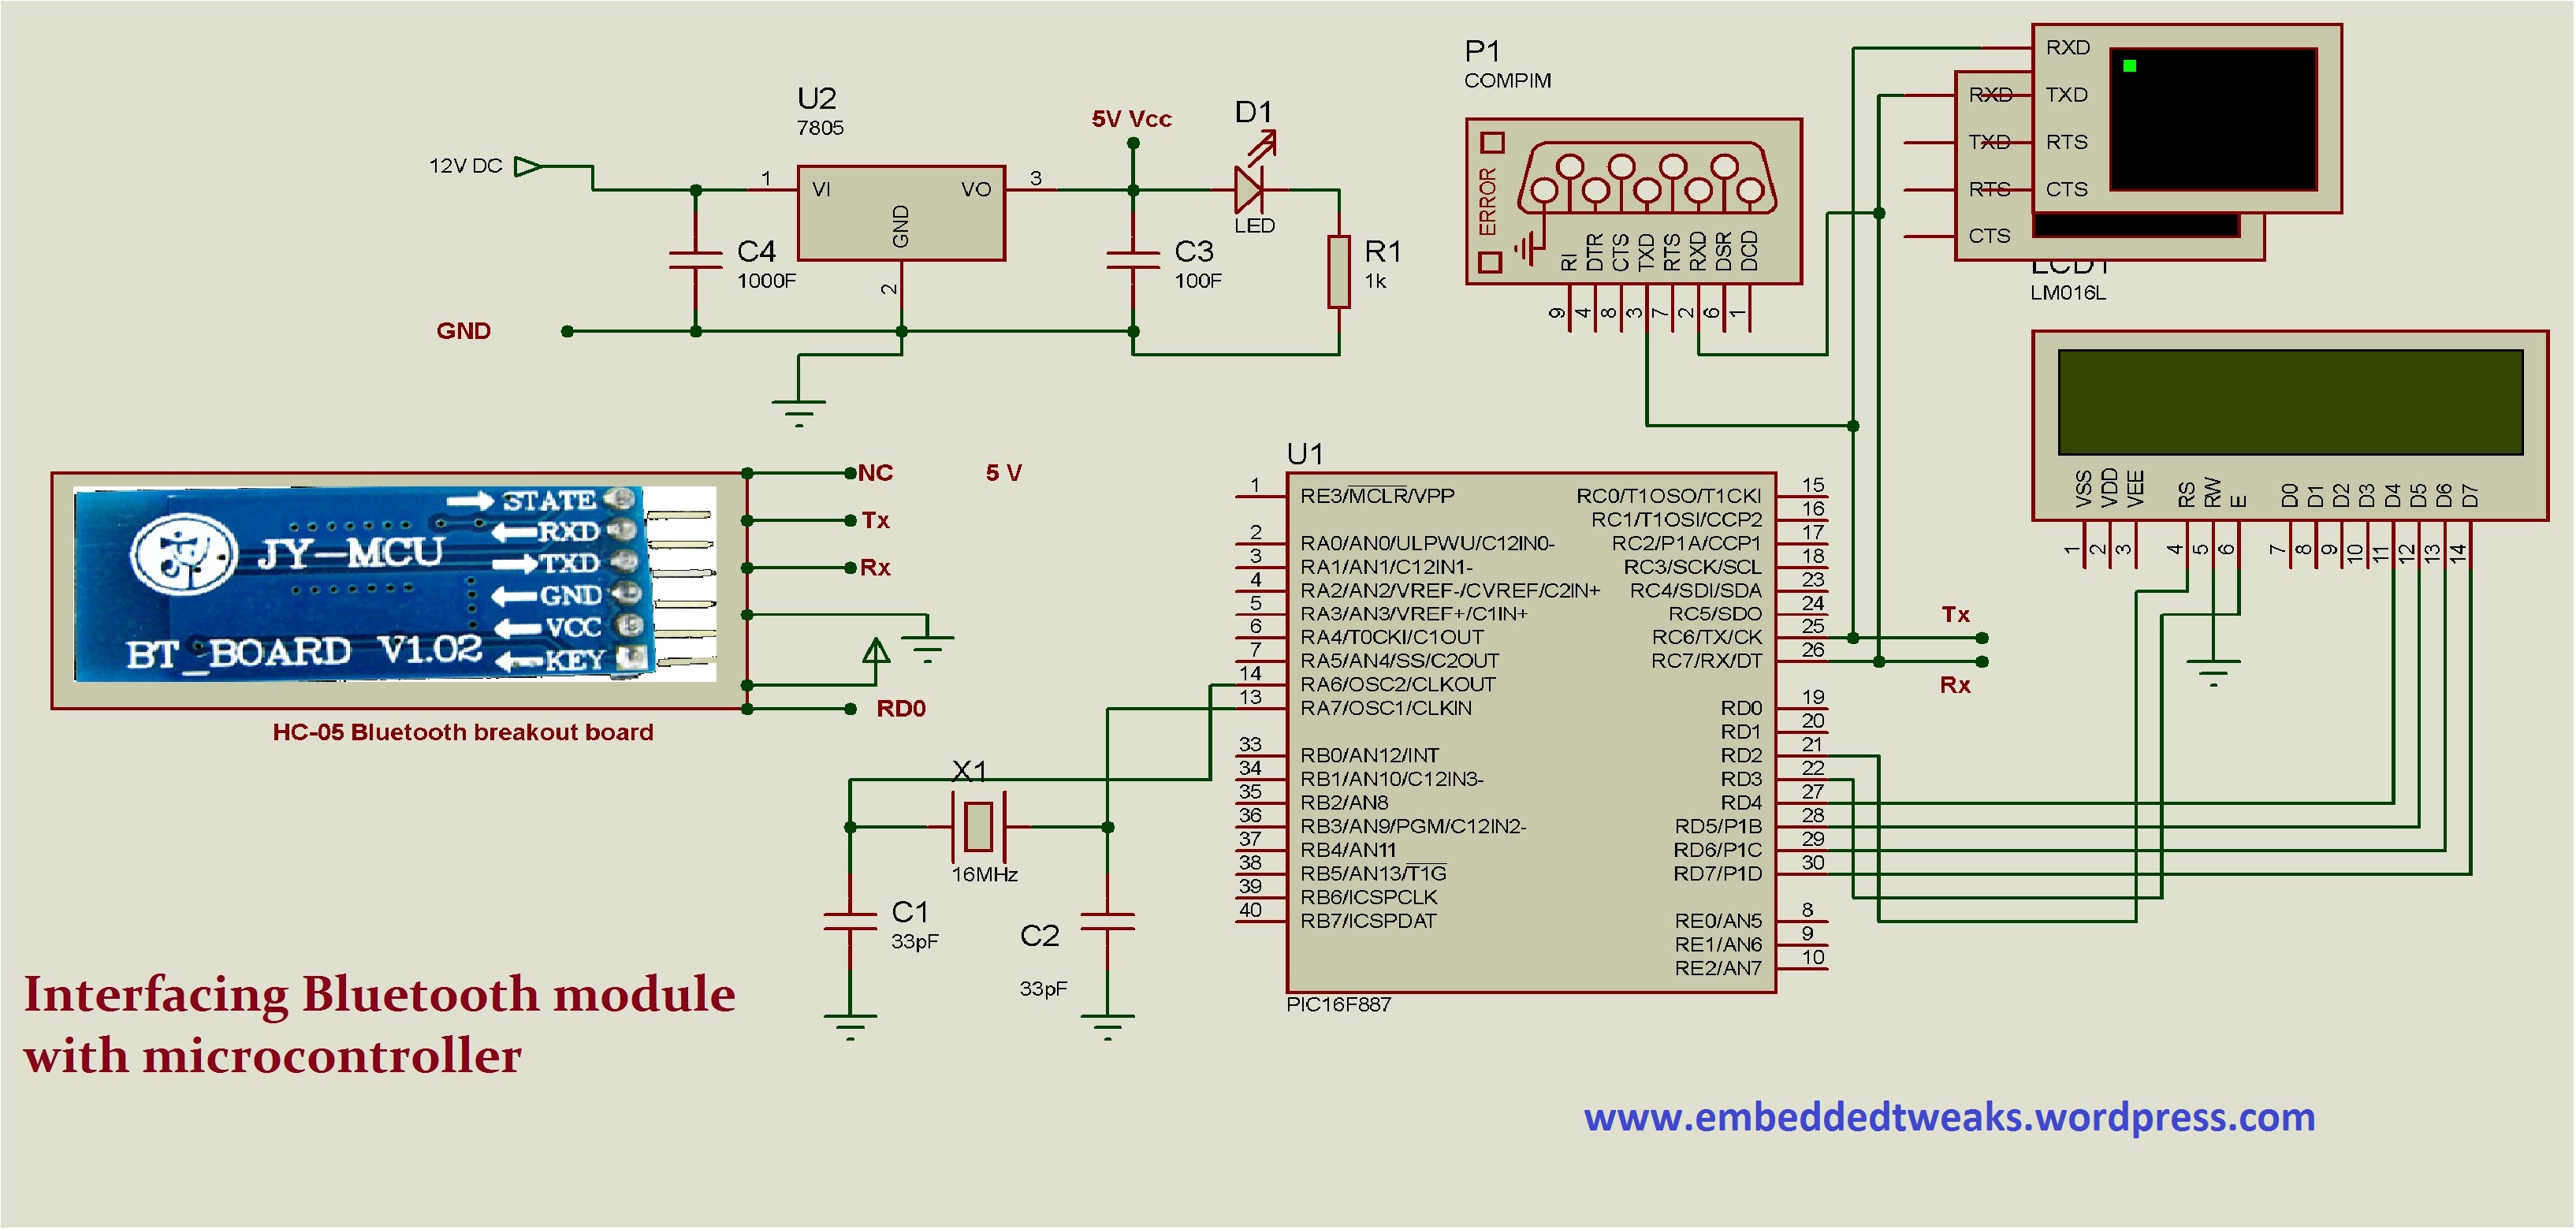 U2
7805
12V DC
1
VI
VO
3
GND
2
5V Vcc
D1
LED
C4
1000F
C3
100F
R1
1k
GND
P1
COMPIM
ERROR
RI
DTR
CTS
TXD
RTS
RXD
DSR
DCD
9
4
8
3
7
2
6
1
RXD
TXD
RTS
CTS
RXD
TXD
RTS
CTS
LCD1
LM016L
VSS
VDD
VEE
RS
RW
E
D0
D1
D2
D3
D4
D5
D6
D7
1
2
3
4
5
6
7
8
9
10
11
12
13
14
STATE
RXD
JY-MCU
TXD
GND
VCC
BT_BOARD V1.02
KEY
NC
5 V
Tx
Rx
RD0
HC-05 Bluetooth breakout board
U1
1 RE3/MCLR/VPP
2 RA0/AN0/ULPWU/C12IN0-
3 RA1/AN1/C12IN1-
4 RA2/AN2/VREF-/CVREF/C2IN+
5 RA3/AN3/VREF+/C1IN+
6 RA4/T0CKI/C1OUT
7 RA5/AN4/SS/C2OUT
14 RA6/OSC2/CLKOUT
13 RA7/OSC1/CLKIN
33 RB0/AN12/INT
34 RB1/AN10/C12IN3-
35 RB2/AN8
36 RB3/AN9/PGM/C12IN2-
37 RB4/AN11
38 RB5/AN13/T1G
39 RB6/ICSPCLK
40 RB7/ICSPDAT
RC0/T1OSO/T1CKI 15
RC1/T1OSI/CCP2 16
RC2/P1A/CCP1 17
RC3/SCK/SCL 18
RC4/SDI/SDA 23
RC5/SDO 24
RC6/TX/CK 25
RC7/RX/DT 26
RD0 19
RD1 20
RD2 21
RD3 22
RD4 27
RD5/P1B 28
RD6/P1C 29
RD7/P1D 30
RE0/AN5 8
RE1/AN6 9
RE2/AN7 10
PIC16F887
Tx
Rx
X1
16MHz
C1
33pF
C2
33pF
Interfacing Bluetooth module
with microcontroller
www.embeddedtweaks.wordpress.com